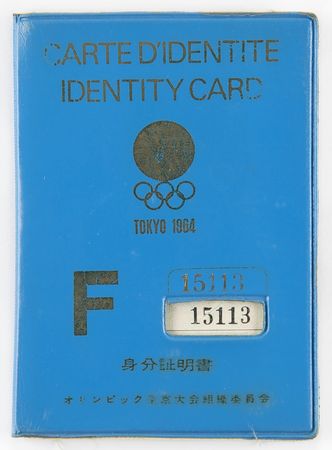 CARTE D'IDENTITE
IDENTITY CARD
TOKYO 1964
F
15113
15113
身分証明書
オリンピック東京大会組織委員会